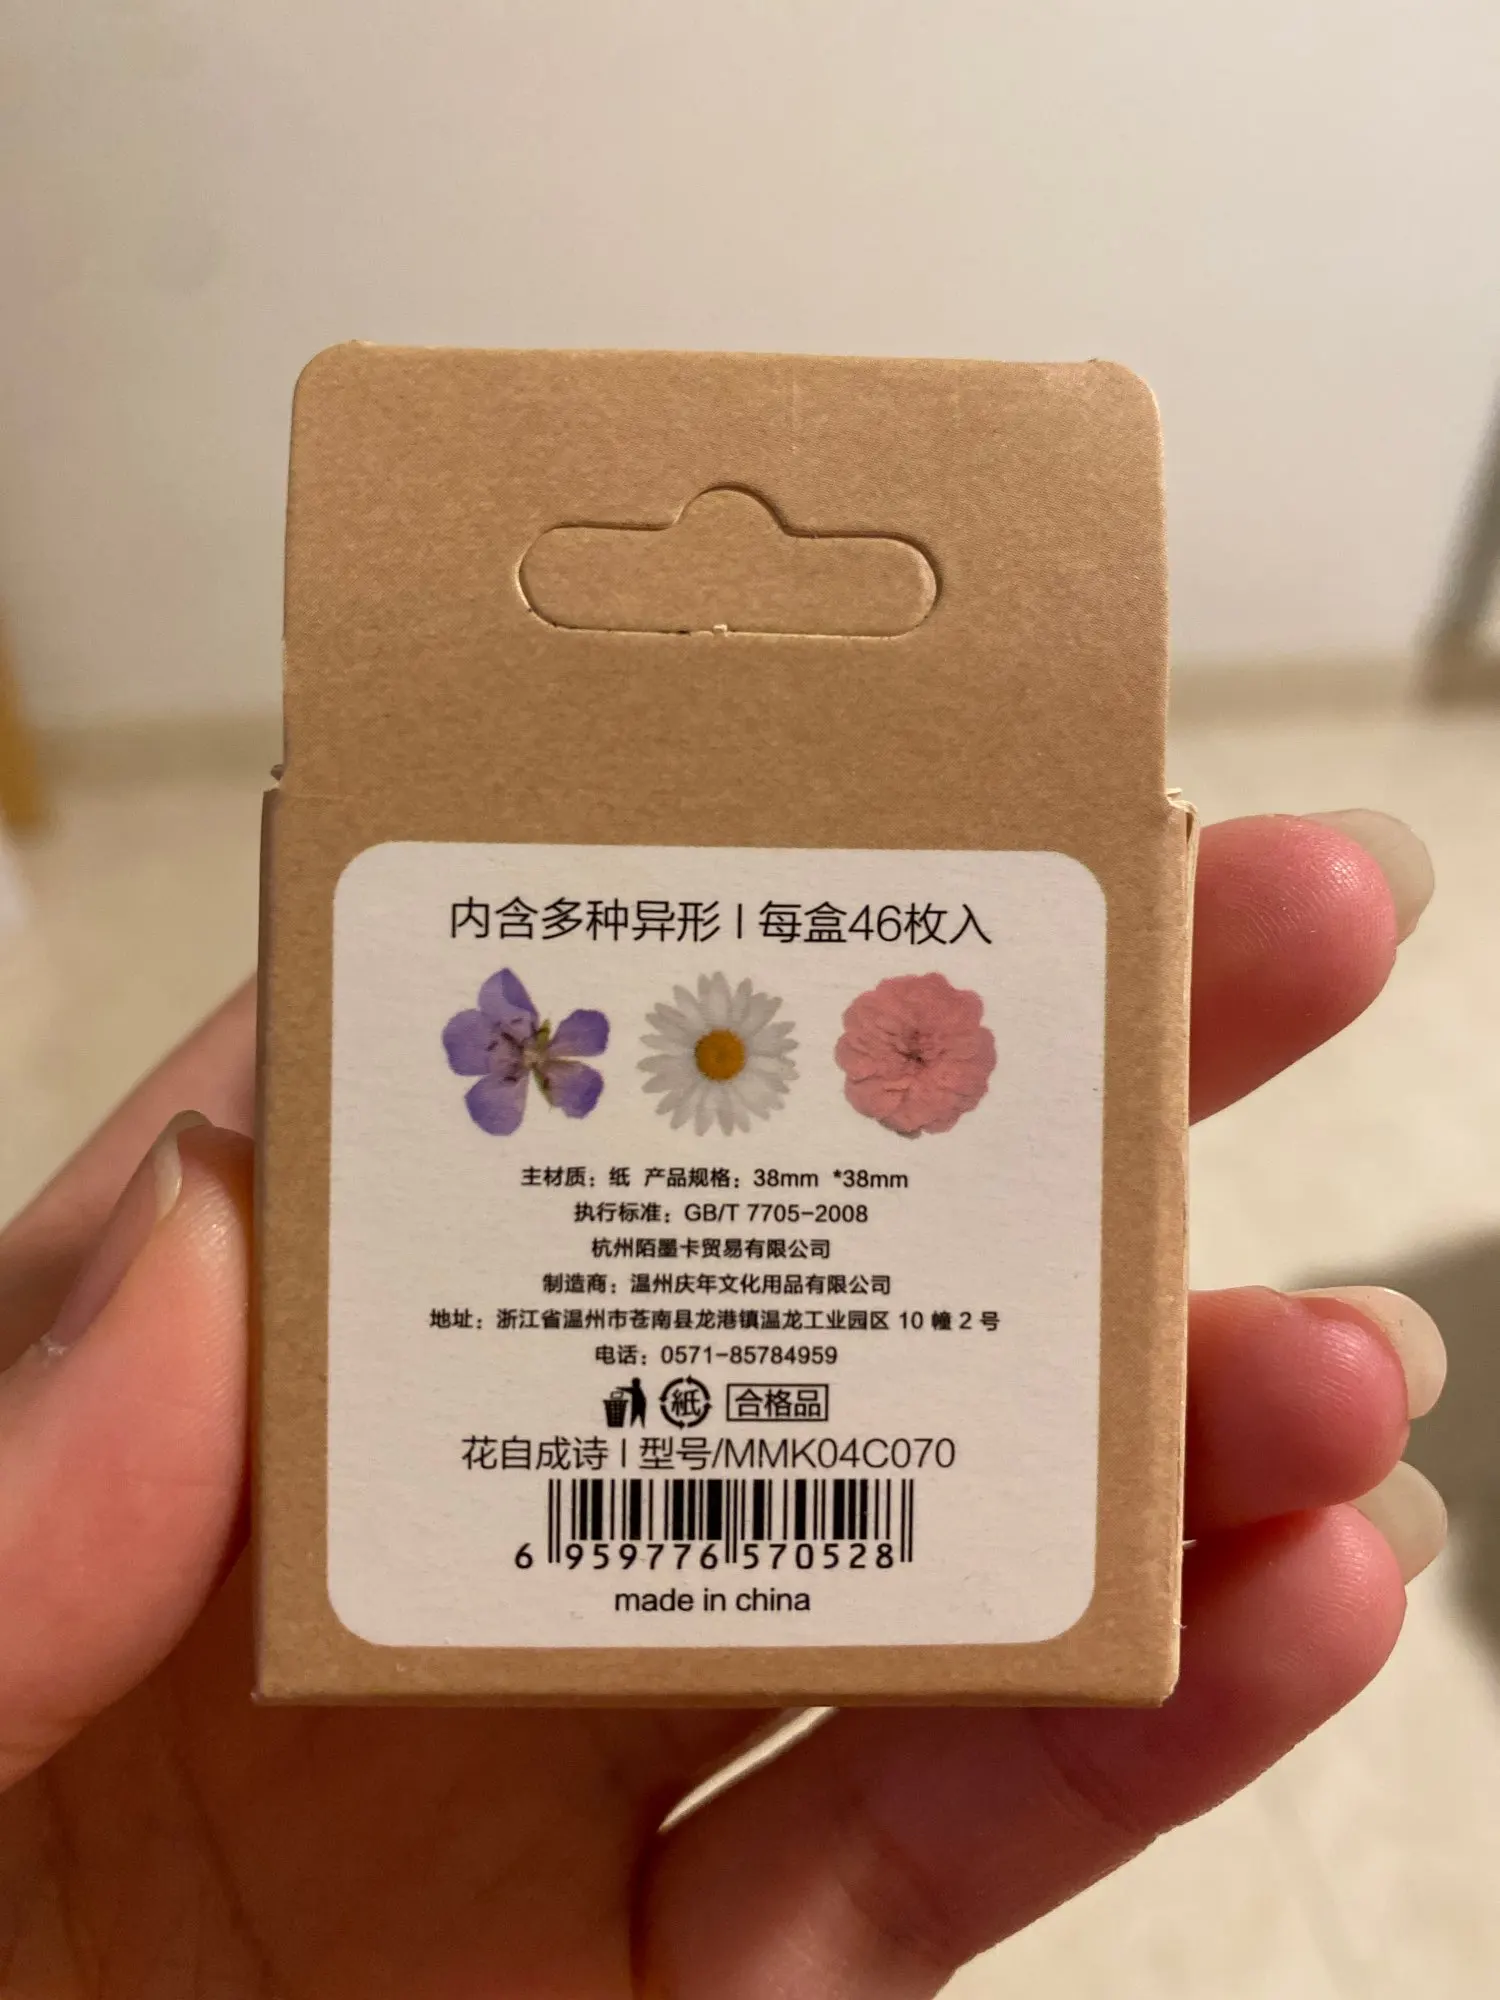 内含多种异形 | 每盒46枚入
主材质：纸 产品规格：38mm *38mm
执行标准：GB/T 7705-2008
杭州陌墨卡贸易有限公司
制造商：温州庆年文化用品有限公司
地址：浙江省温州市苍南县龙港镇温龙工业园区 10 幢 2 号
电话：0571-85784959
紙 合格品
花自成诗 | 型号/MMK04C070
6 959776 570528
made in china